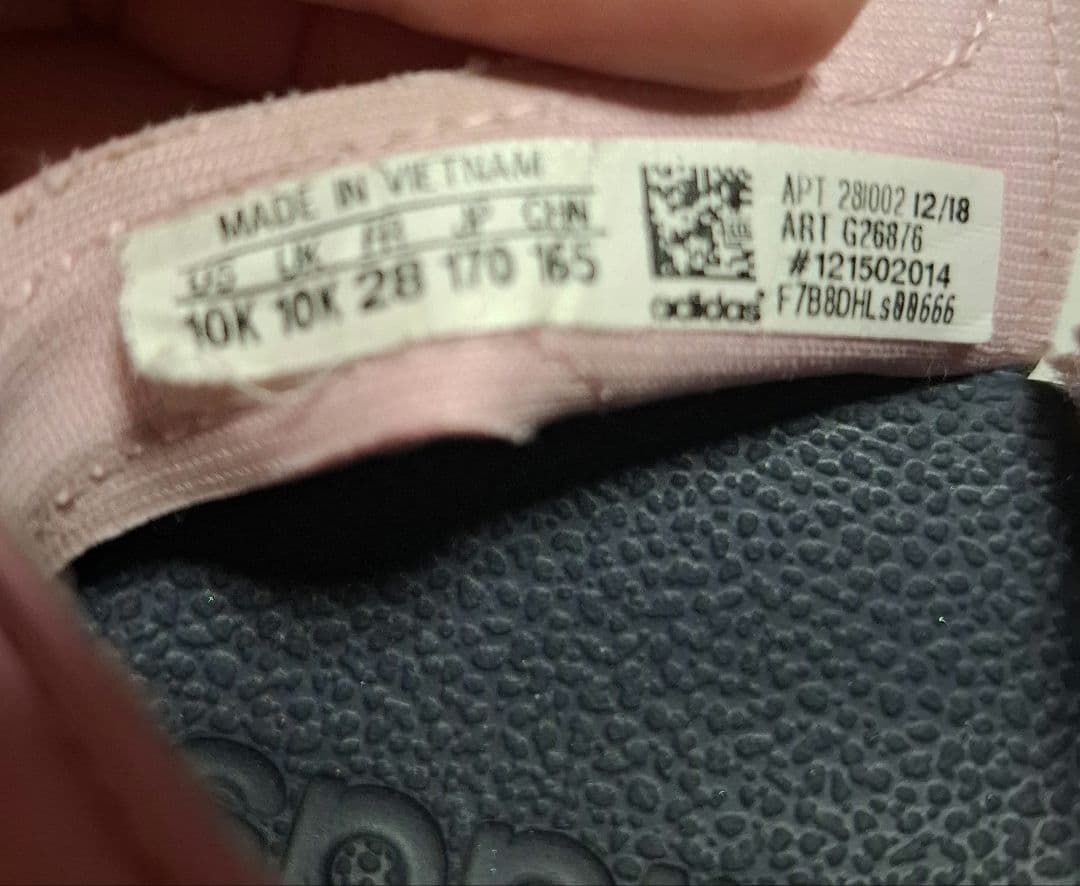 MADE IN VIETNAM
US UK FR JP CHN
10K 10K 28 170 165
APT 281002 12/18
ART G26876
#121502014
adidas F7B8DHLs00666